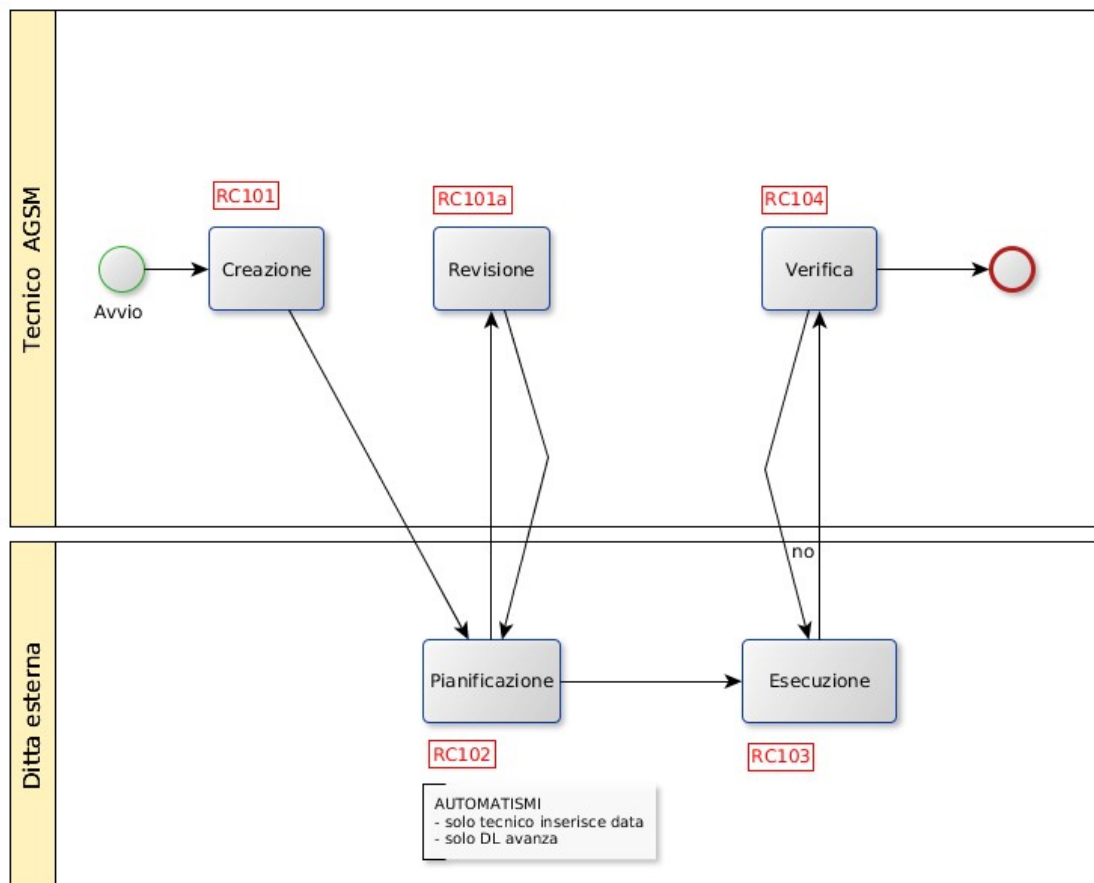 Tecnico AGSM
RC101
RC101a
RC104
Creazione
Revisione
Verifica
Avvio
Ditta esterna
no
Pianificazione
Esecuzione
RC102
RC103
AUTOMATISMI
- solo tecnico inserisce data
- solo DL avanza